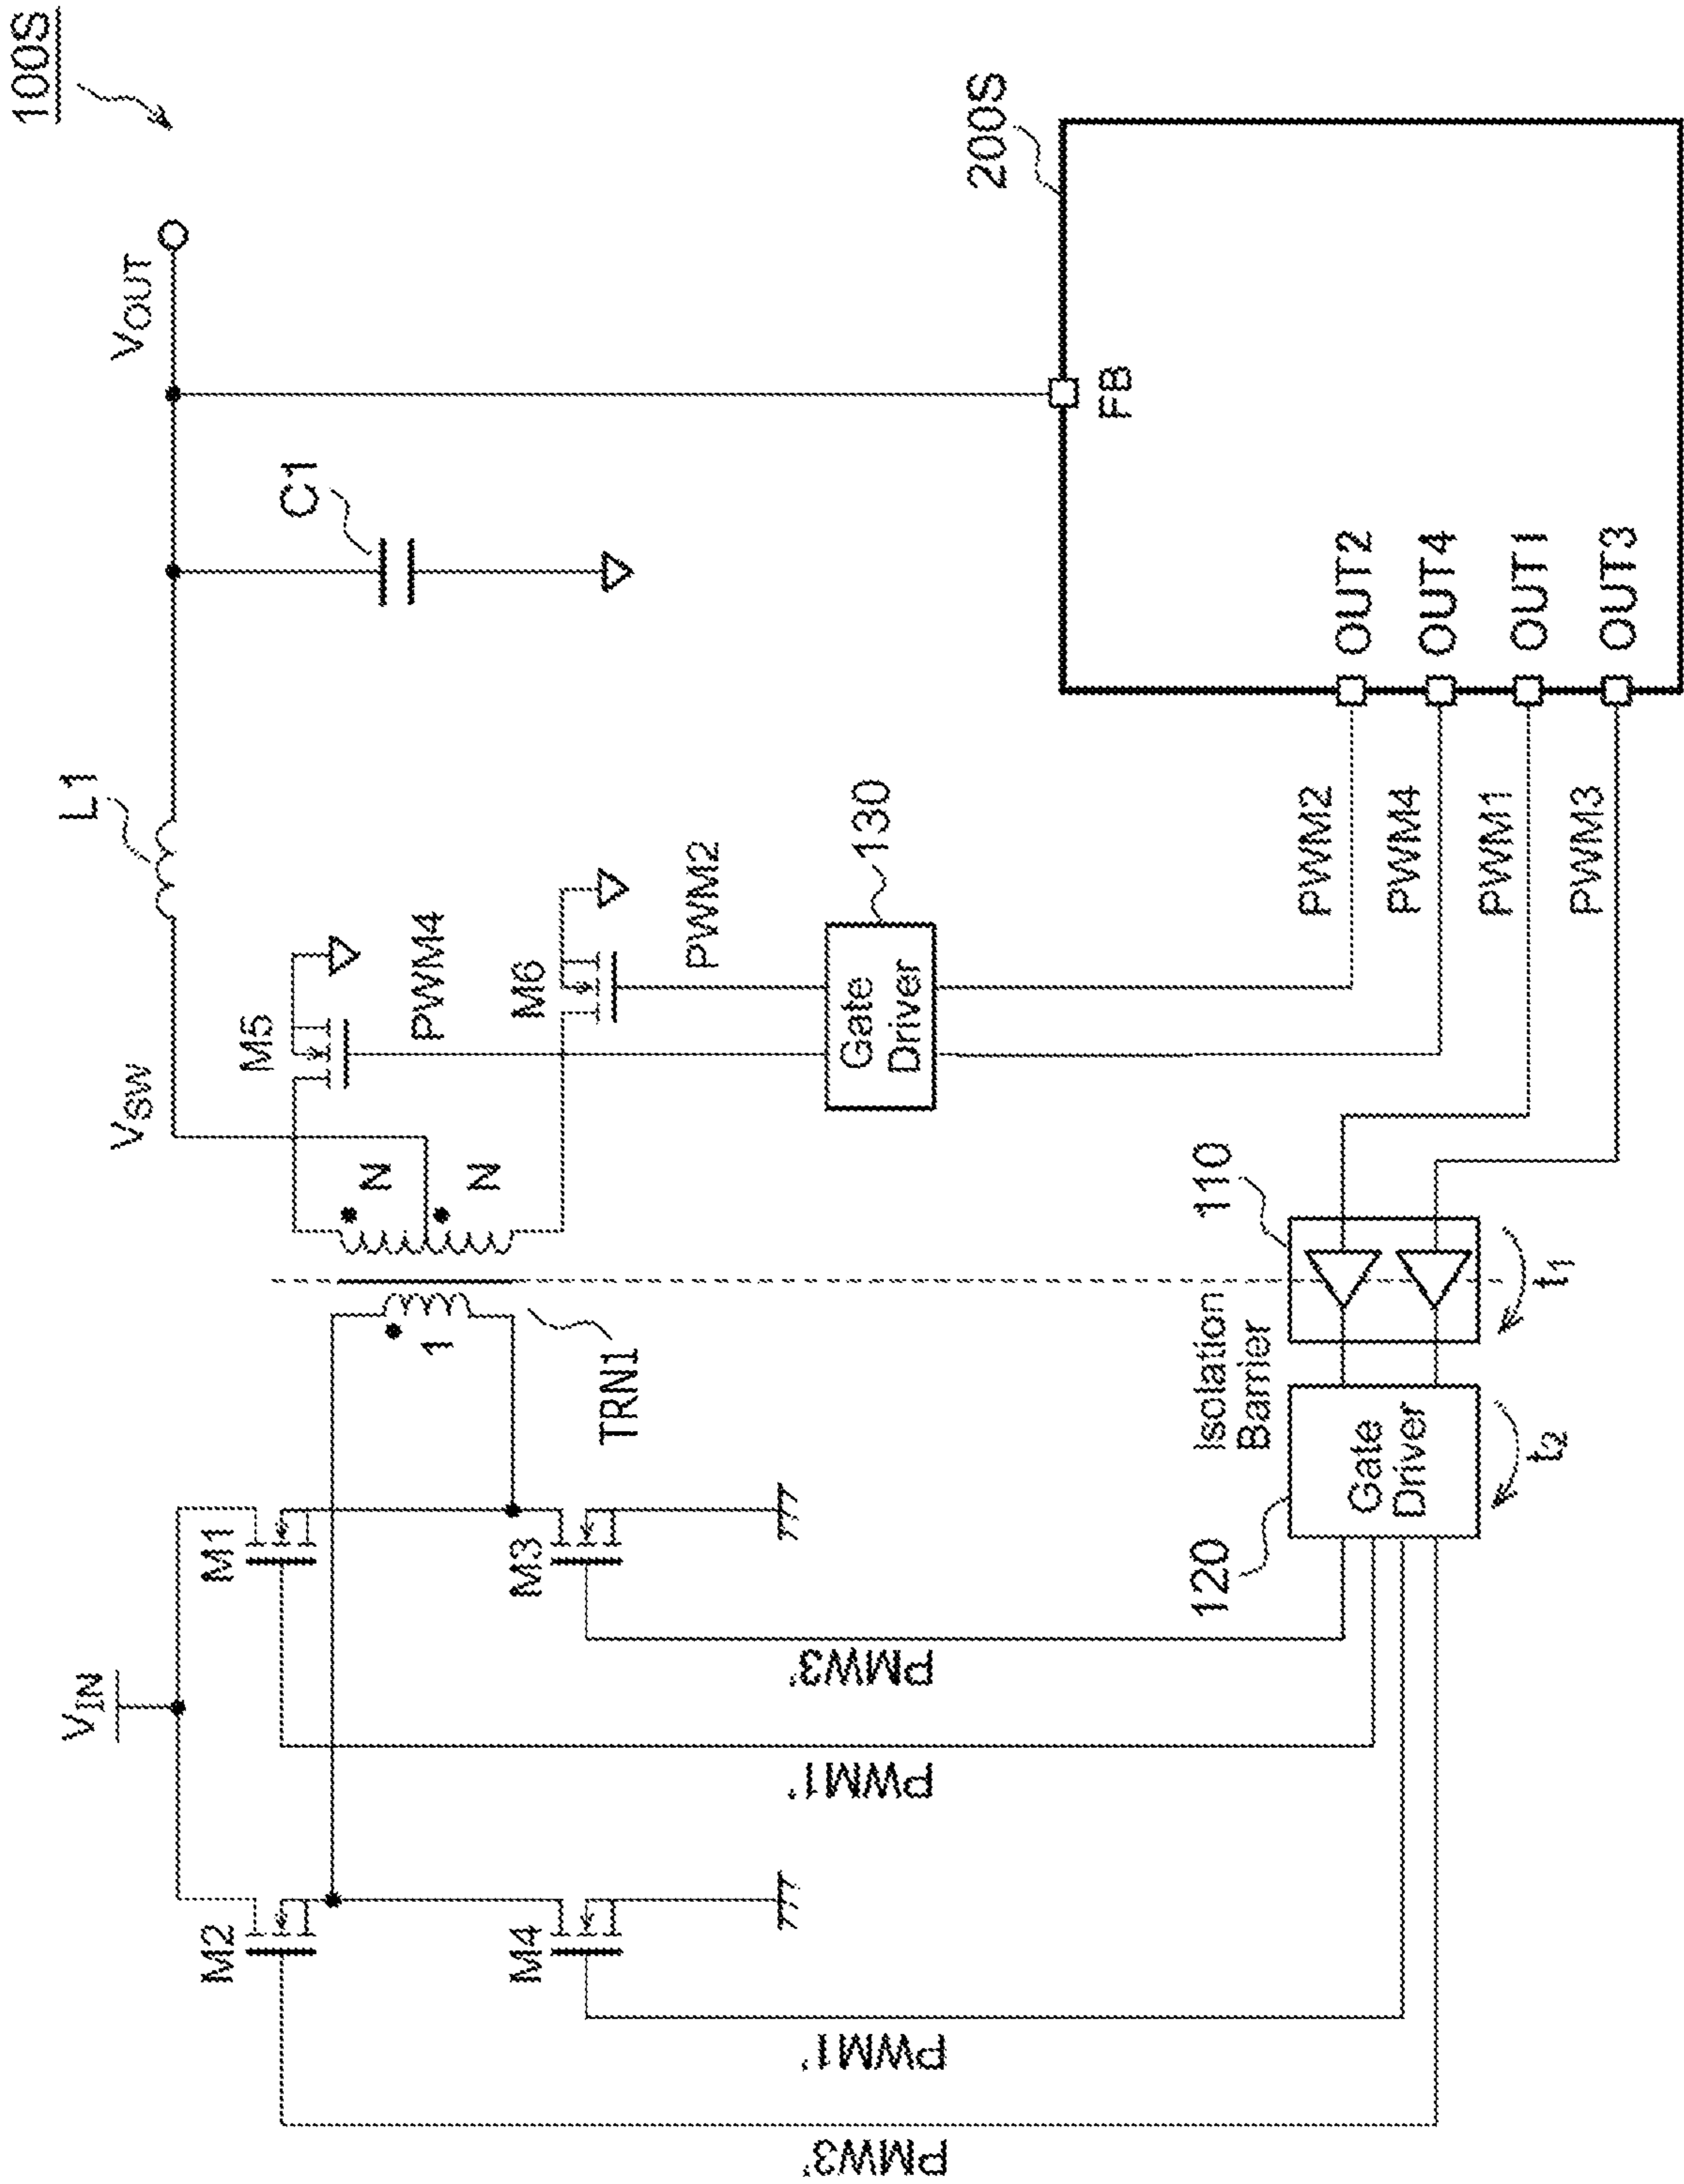 100S
VIN
VSW
L1
VOUT
M2
M1
M5
C1
N
N
1
PWM4
M4
M3
M6
TRN1
PWM2
PMW3'
PWM1'
PWM1'
PMW3'
Gate
Driver
130
200S
FB
Isolation
Barrier
120
110
Gate
Driver
t2
t1
PWM2
PWM4
PWM1
PWM3
OUT2
OUT4
OUT1
OUT3